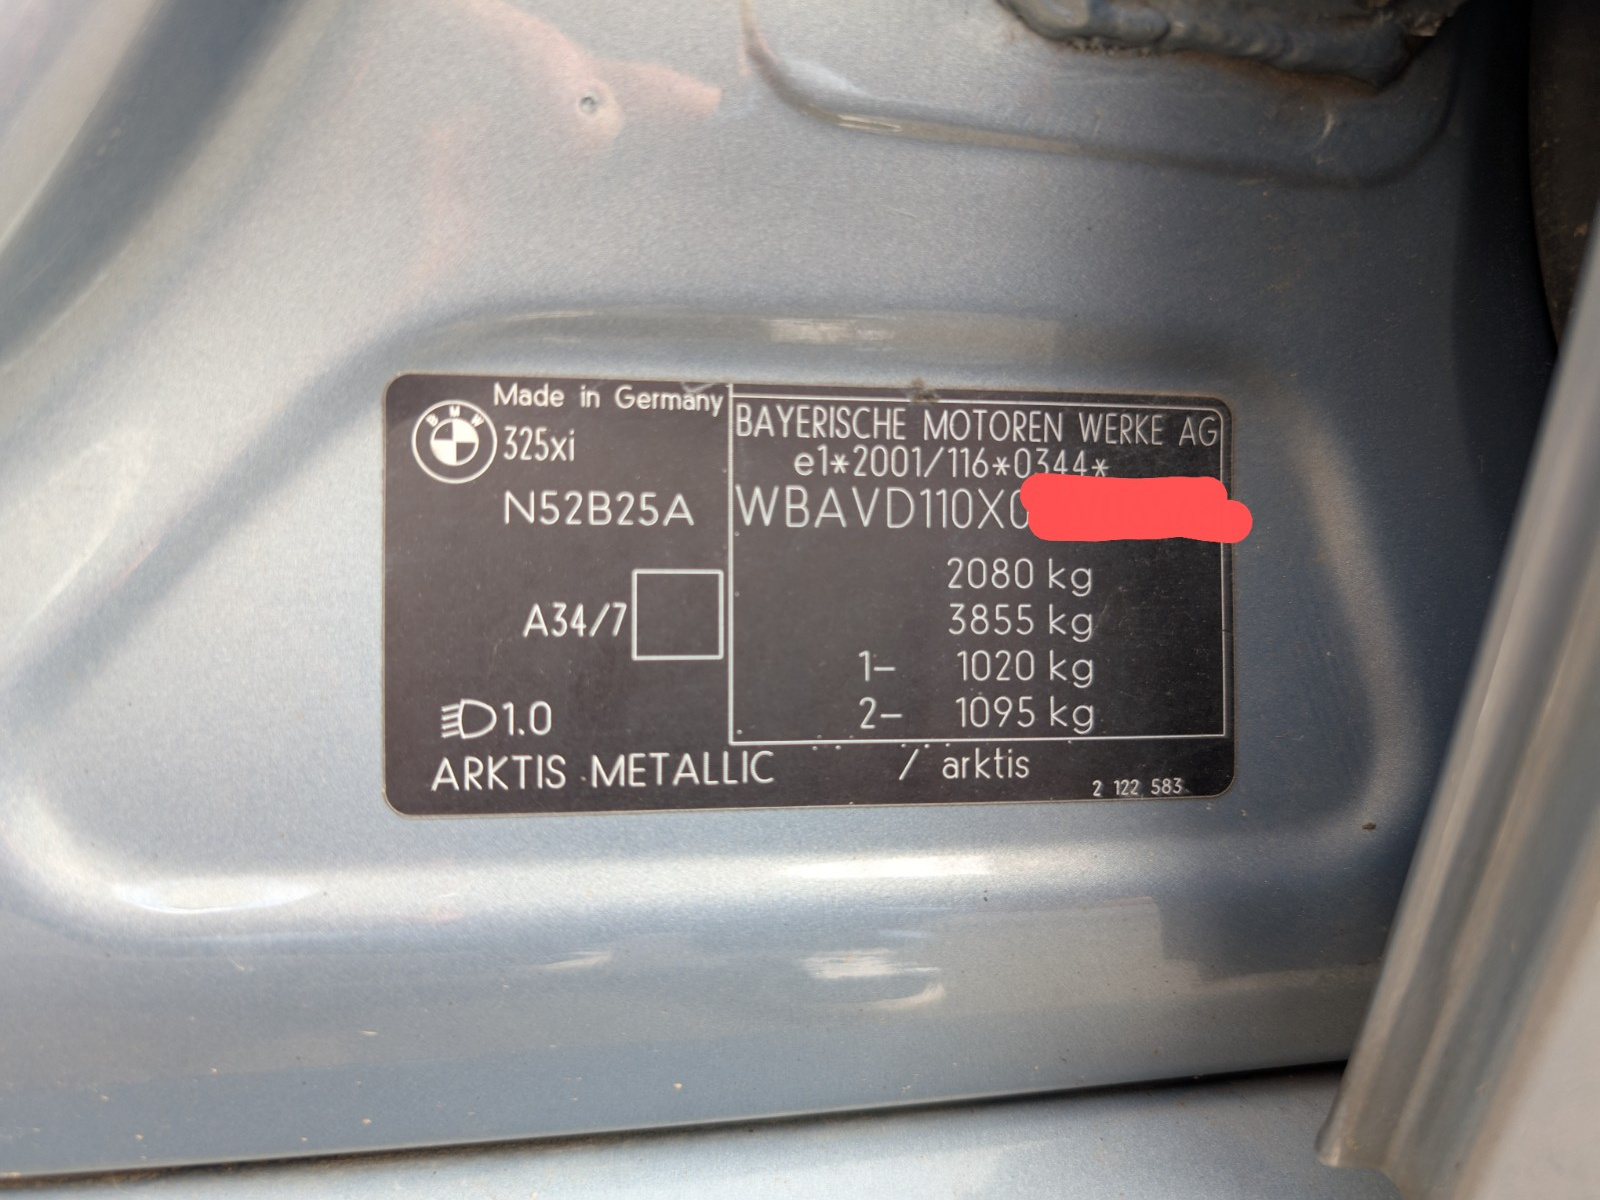 Made in Germany
BMW
325xi
N52B25A
A34/7
1.0
BAYERISCHE MOTOREN WERKE AG
e1*2001/116*0344*
WBAVD110X0
2080 kg
3855 kg
1- 1020 kg
2- 1095 kg
ARKTIS METALLIC / arktis
2 122 583